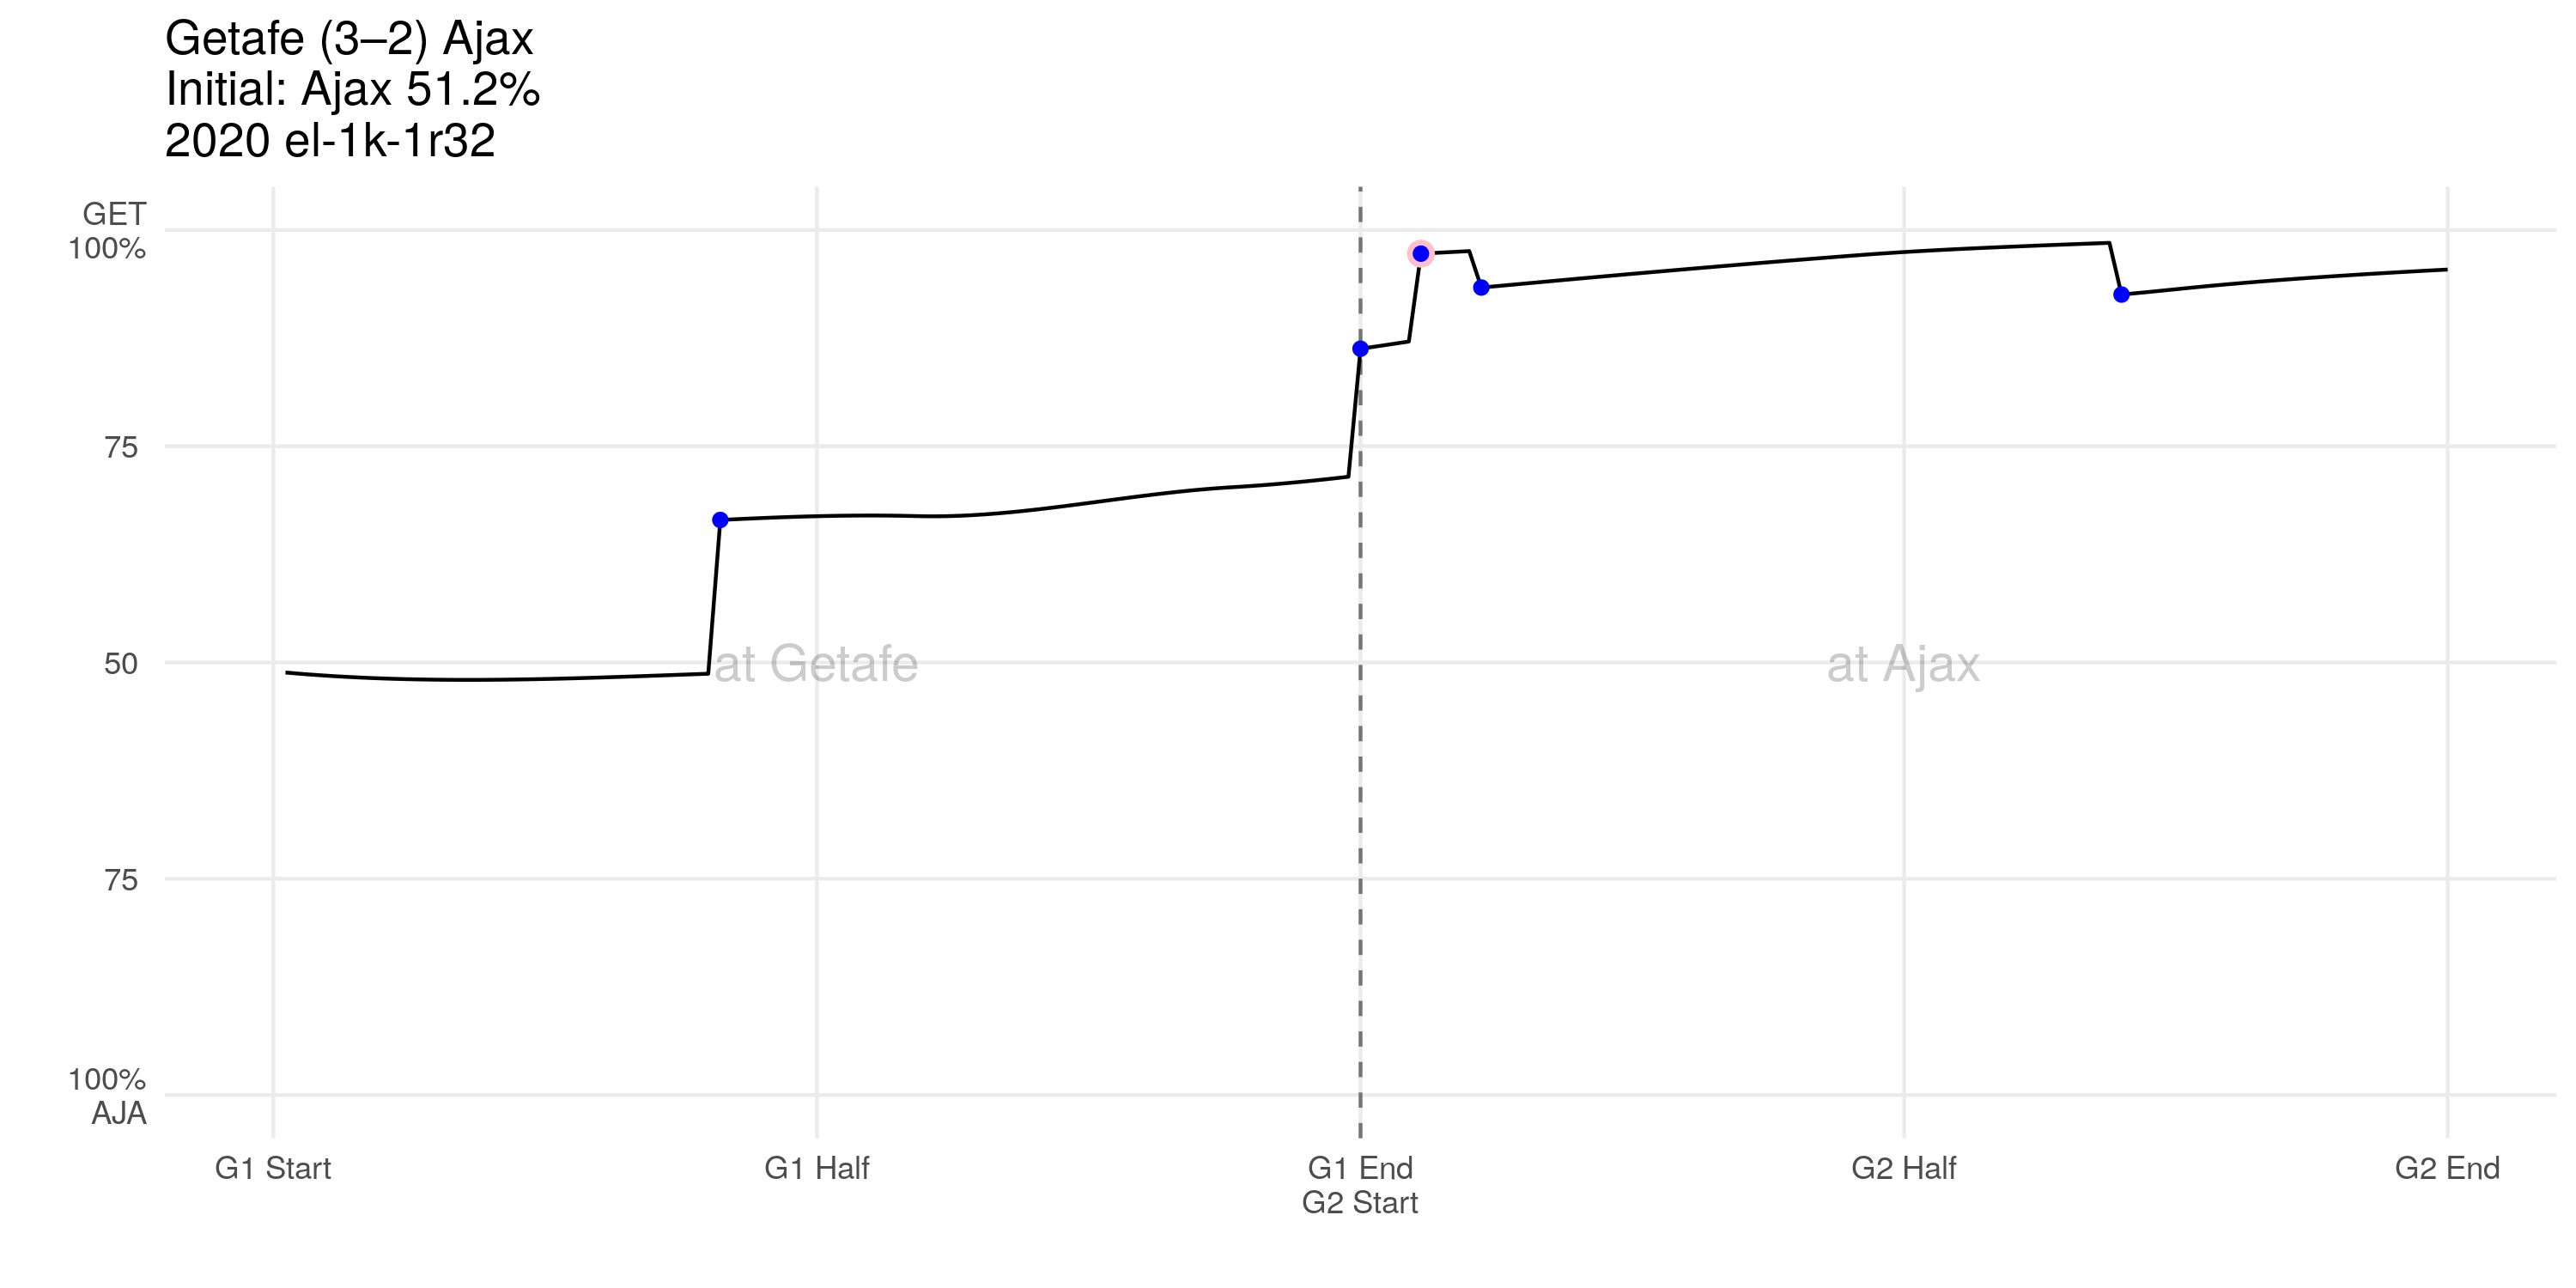 Getafe (3–2) Ajax
Initial: Ajax 51.2%
2020 el-1k-1r32
GET
100%
75
50
75
100%
AJA
at Getafe
at Ajax
G1 Start
G1 Half
G1 End
G2 Start
G2 Half
G2 End